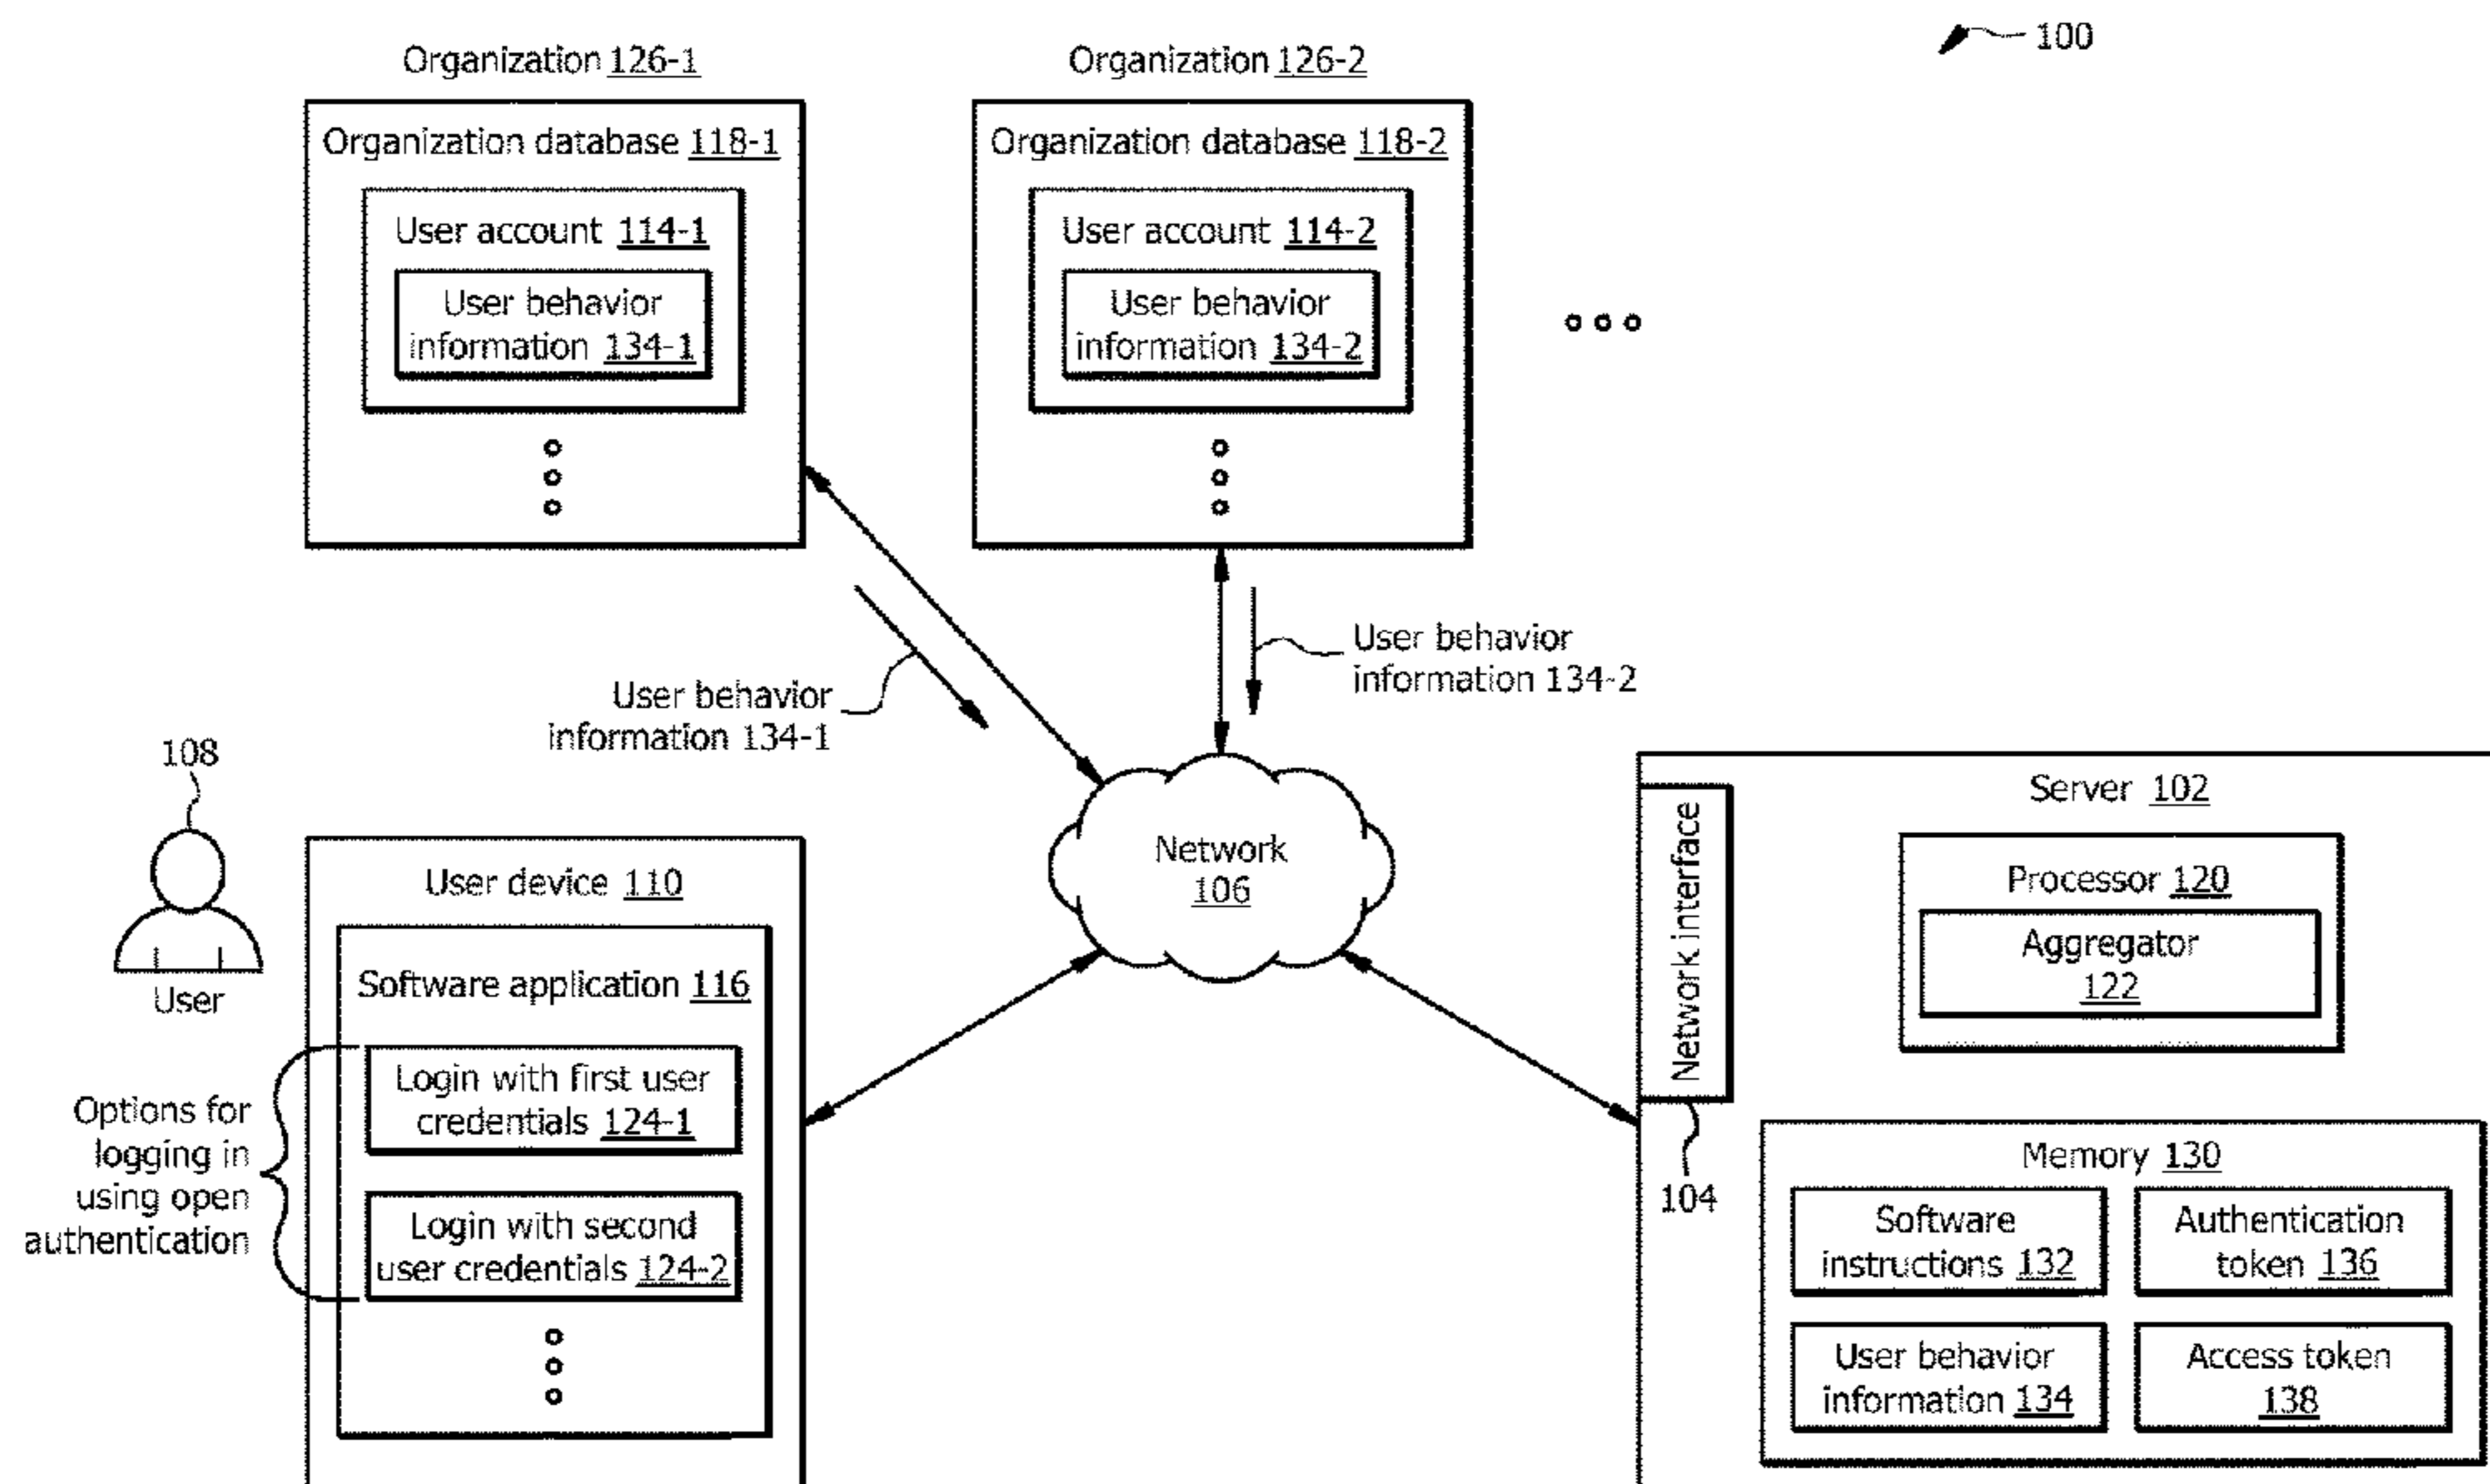 100
Organization 126-1
Organization 126-2
Organization database 118-1
User account 114-1
User behavior
information 134-1
Organization database 118-2
User account 114-2
User behavior
information 134-2
User behavior
information 134-1
User behavior
information 134-2
108
User
User device 110
Software application 116
Login with first user
credentials 124-1
Login with second
user credentials 124-2
Options for
logging in
using open
authentication
Network
106
Server 102
Network interface
104
Processor 120
Aggregator
122
Memory 130
Software
instructions 132
Authentication
token 136
User behavior
information 134
Access token
138